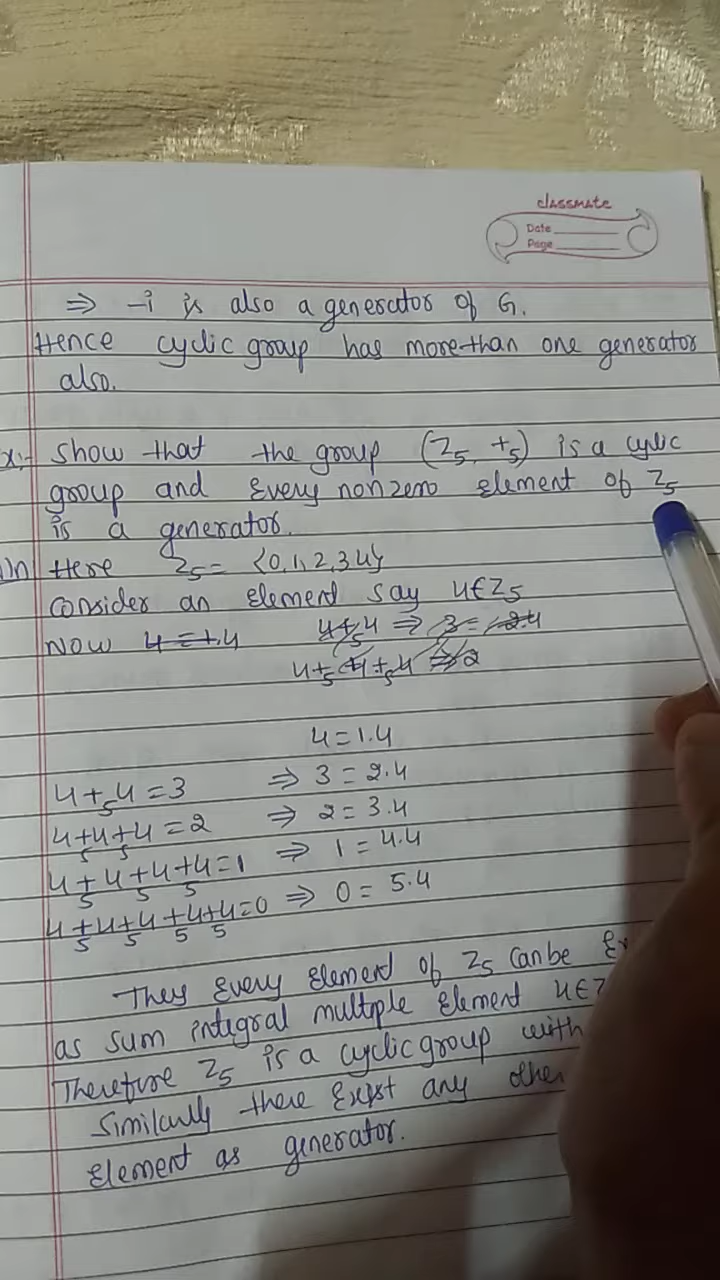 classmate
Date
Page
⇒ -i is also a generator of G.
Hence cyclic group has more than one generator
also.
x:- Show that the group (Z5, +5) is a cyclic
group and Every nonzero element of Z5
is a generator.
ln Here Z5 = {0,1,2,3 4}
Consider an Element say 4∈Z5
Now
4 = 1.4
4+5 4 = 3 ⇒ 3 = 2.4
4+5 4+5 4 = 2 ⇒ 2 = 3.4
4+5 4+5 4+5 4 = 1 ⇒ 1 = 4.4
4+5 4+5 4+5 4+5 4 = 0 ⇒ 0 = 5.4
They Every Element of Z5 can be Ex
as sum integral multiple Element 4∈Z
Therefore Z5 is a cyclic group with
Similarly there Exist any other
Element as generator.